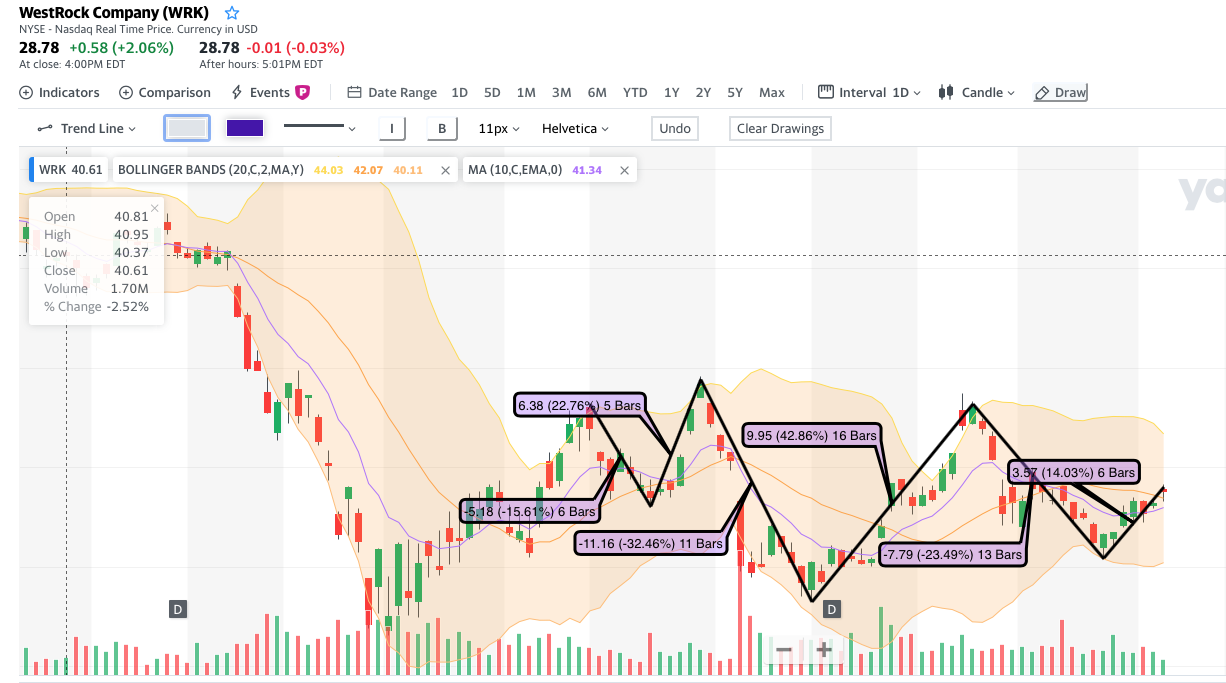 WestRock Company (WRK)
NYSE - Nasdaq Real Time Price. Currency in USD
28.78 +0.58 (+2.06%) 28.78 -0.01 (-0.03%)
At close: 4:00PM EDT After hours: 5:01PM EDT
Indicators Comparison Events P Date Range 1D 5D 1M 3M 6M YTD 1Y 2Y 5Y Max Interval 1D Candle Draw
Trend Line I B 11px Helvetica Undo Clear Drawings
WRK 40.61 BOLLINGER BANDS (20,C,2,MA,Y) 44.03 42.07 40.11 MA (10,C,EMA,0) 41.34
Open 40.81
High 40.95
Low 40.37
Close 40.61
Volume 1.70M
% Change -2.52%
6.38 (22.76%) 5 Bars
9.95 (42.86%) 16 Bars
3.57 (14.03%) 6 Bars
-5.18 (-15.61%) 6 Bars
-11.16 (-32.46%) 11 Bars
-7.79 (-23.49%) 13 Bars
D
D